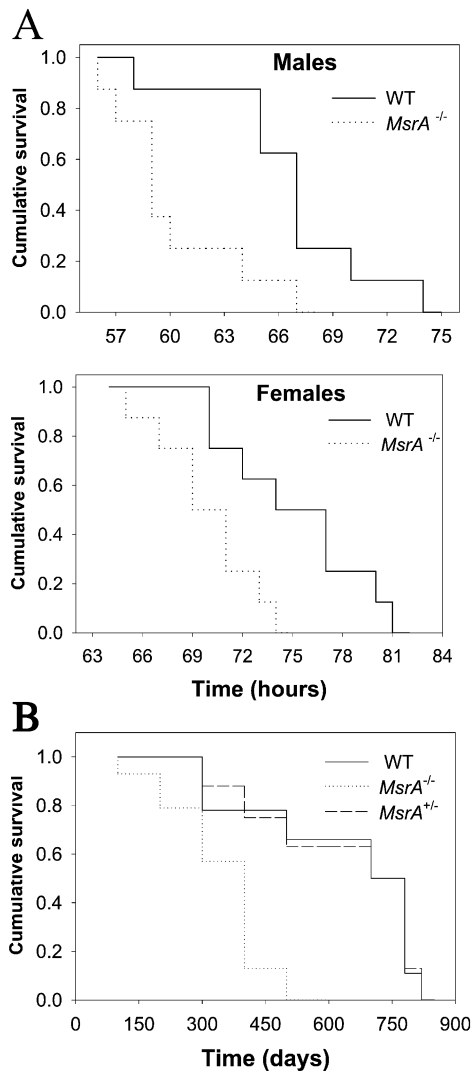 A
Males
WT
MsrA -/-
Cumulative survival
1.0
0.8
0.6
0.4
0.2
0.0
57 60 63 66 69 72 75
Females
WT
MsrA -/-
Cumulative survival
1.0
0.8
0.6
0.4
0.2
0.0
63 66 69 72 75 78 81 84
Time (hours)
B
WT
MsrA-/-
MsrA+/-
Cumulative survival
1.0
0.8
0.6
0.4
0.2
0.0
0 150 300 450 600 750 900
Time (days)